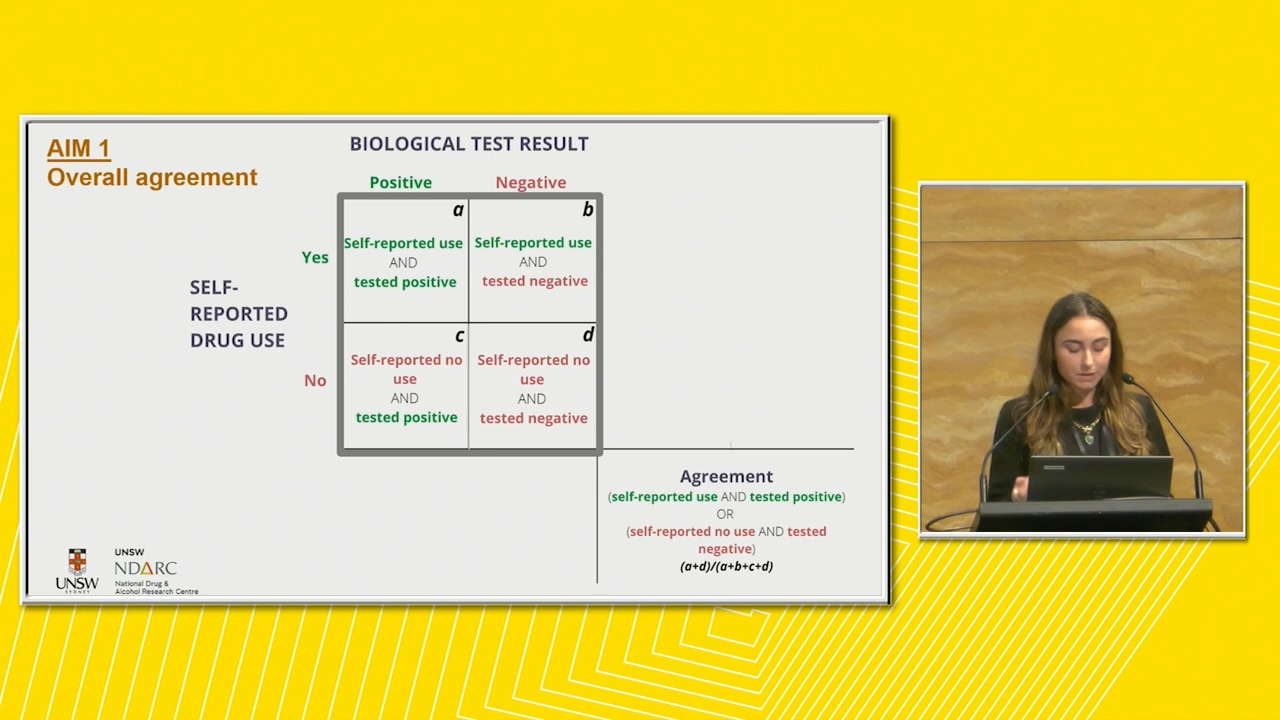 AIM 1
Overall agreement
BIOLOGICAL TEST RESULT
Positive
Negative
SELF-
REPORTED
DRUG USE
Yes
No
a
Self-reported use
AND
tested positive
b
Self-reported use
AND
tested negative
c
Self-reported no
use
AND
tested positive
d
Self-reported no
use
AND
tested negative
Agreement
(self-reported use AND tested positive)
OR
(self-reported no use AND tested
negative)
(a+d)/(a+b+c+d)
UNSW
SYDNEY
UNSW
NDARC
National Drug &
Alcohol Research Centre